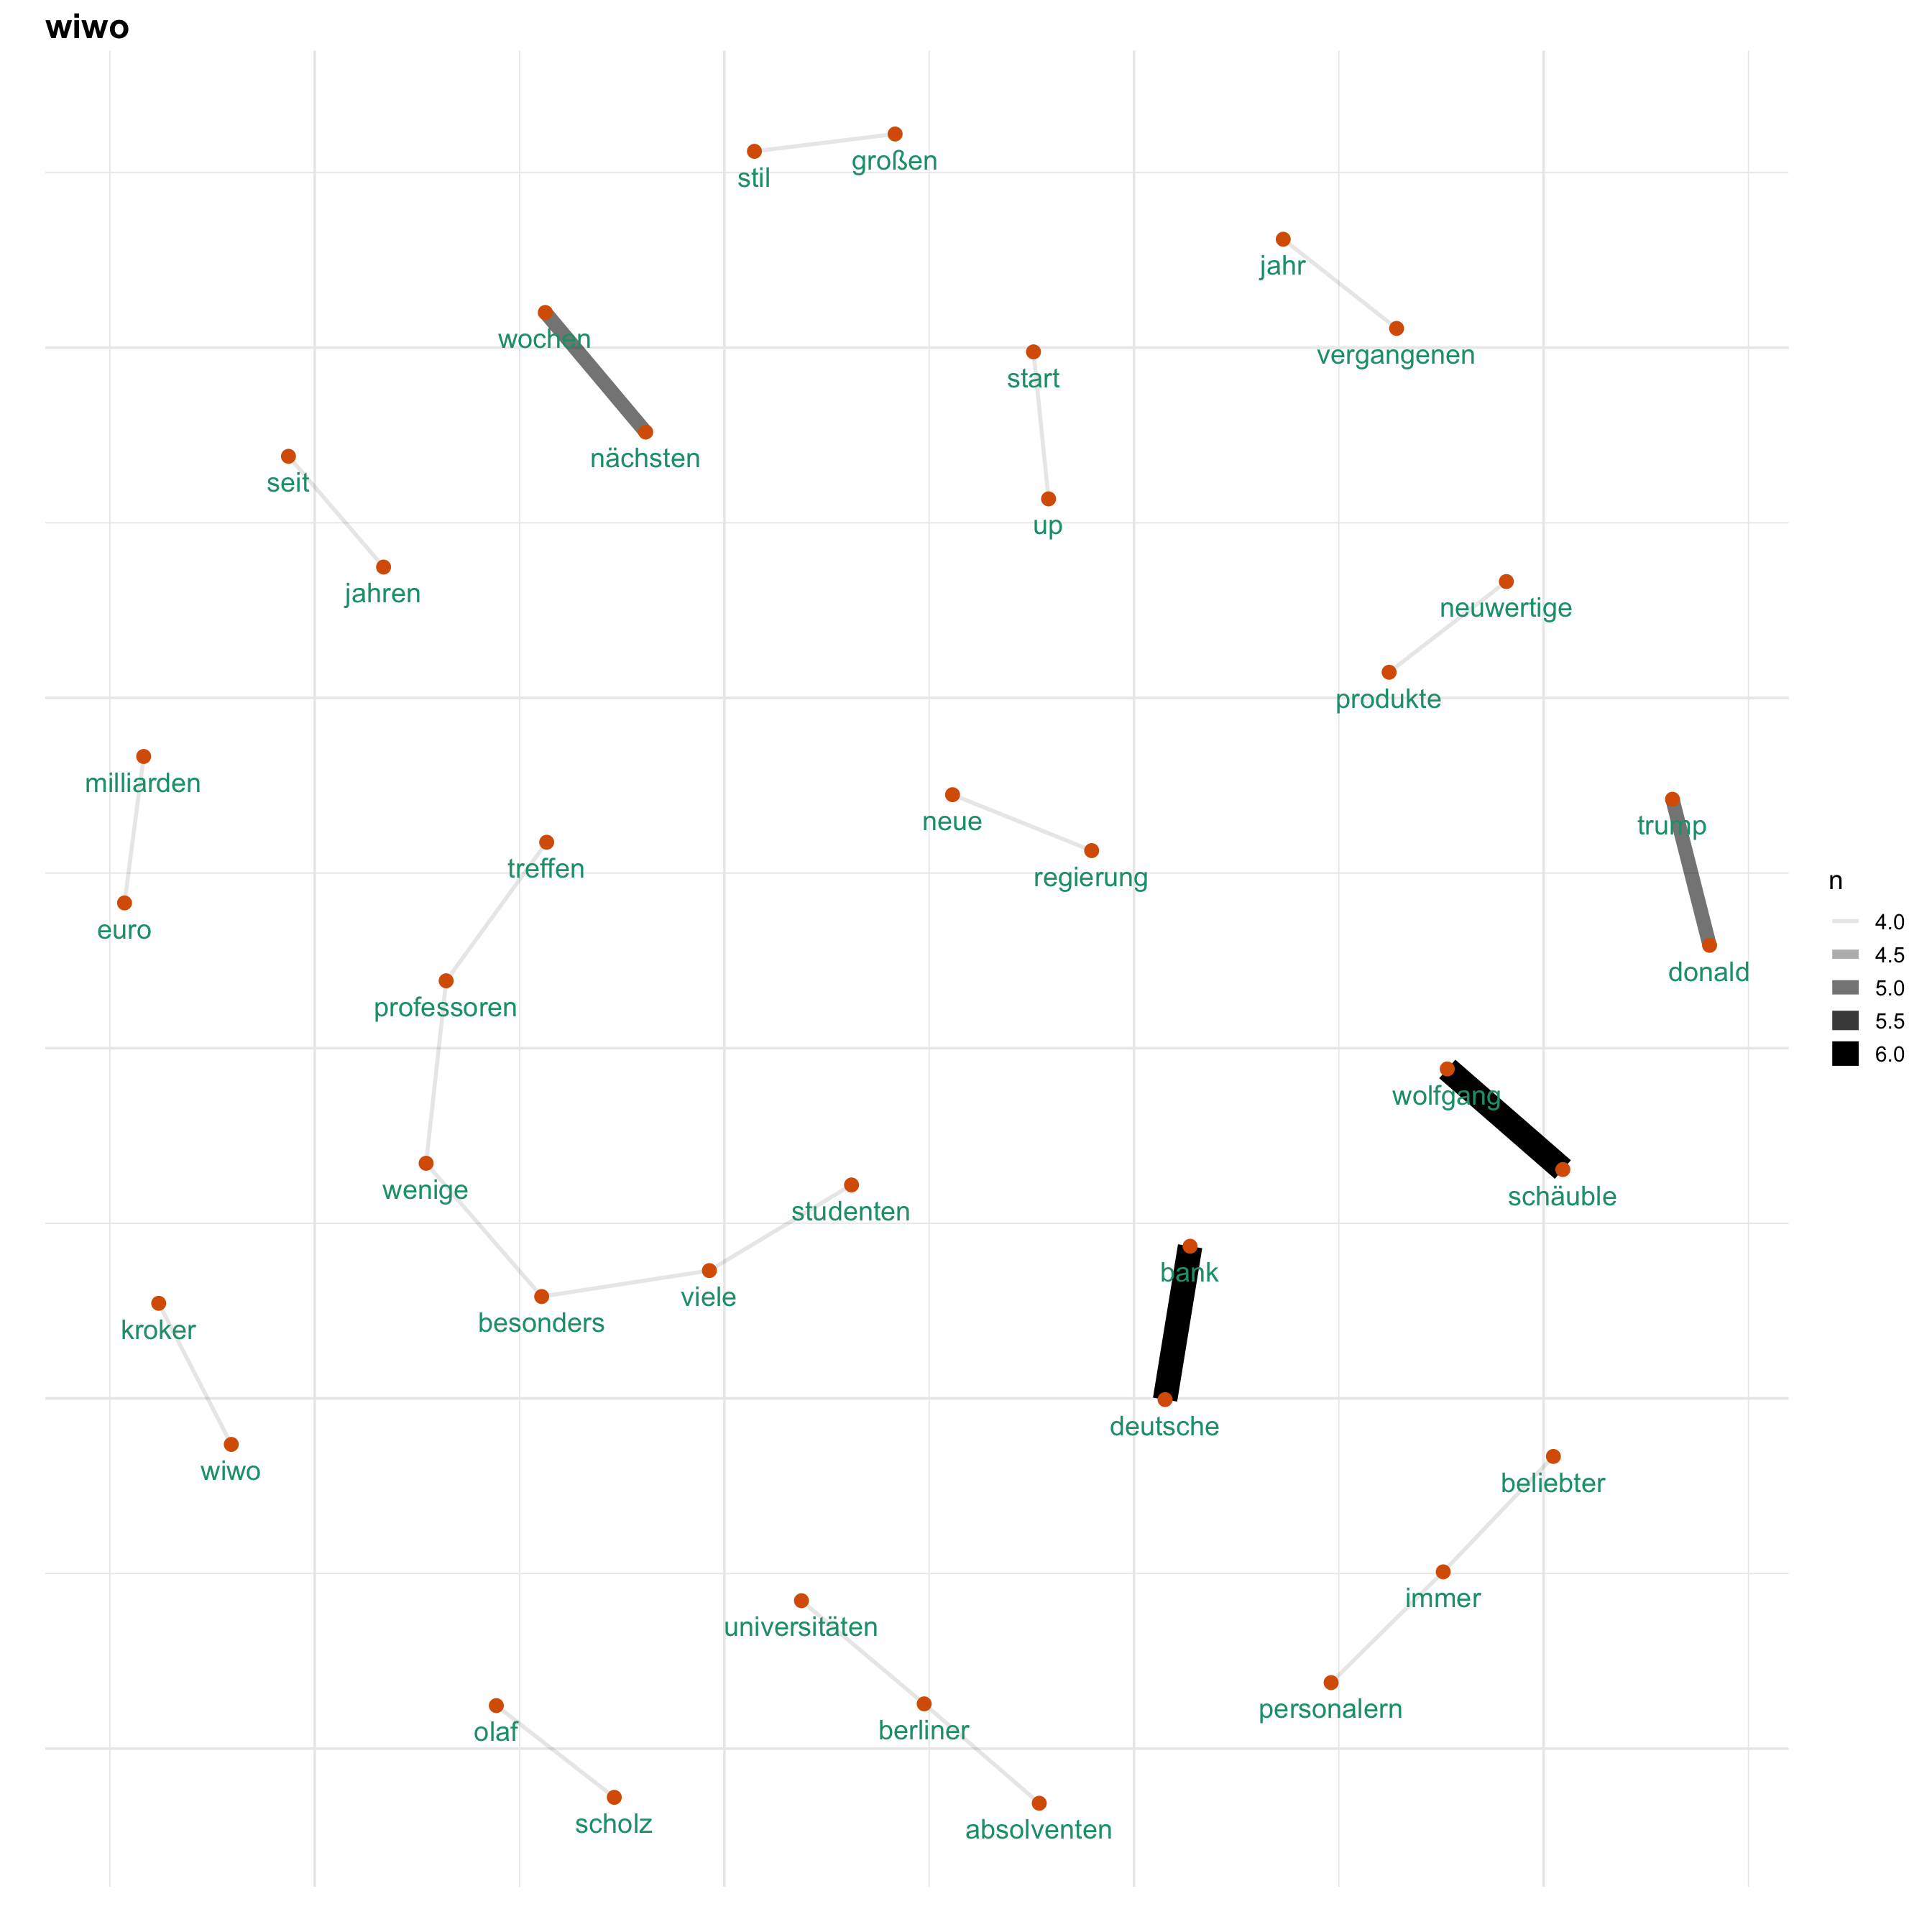 wiwo
großen
stil
jahr
wochen
vergangenen
start
nächsten
seit
up
jahren
neuwertige
produkte
milliarden
neue
trump
treffen
regierung
n
euro
4.0
4.5
donald
5.0
professoren
5.5
6.0
wolfgang
wenige
schäuble
studenten
bank
viele
besonders
kroker
deutsche
wiwo
beliebter
immer
universitäten
personalern
berliner
olaf
scholz
absolventen